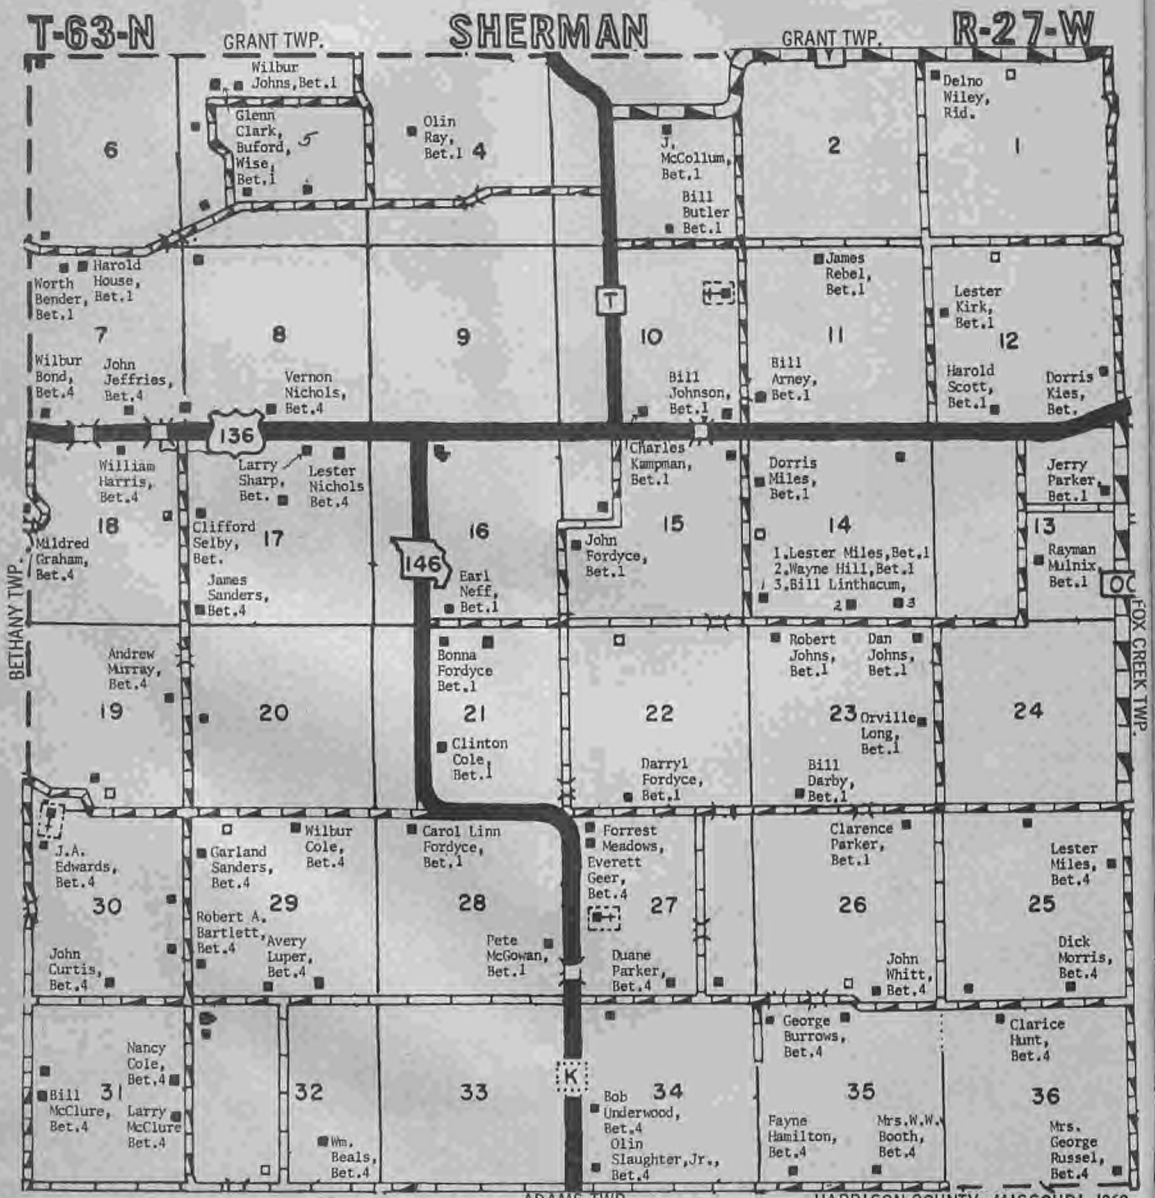 T-63-N SHERMAN R-27-W
GRANT TWP. GRANT TWP.
Y
Wilbur
Johns, Bet.1
Glenn
Clark,
Buford,
Wise,
Bet.1
5
6
Olin
Ray,
Bet.1
4
J.
McCollum,
Bet.1
Bill
Butler
Bet.1
2
Delno
Wiley,
Rid.
1
Worth
Bender,
Bet.1
Harold
House,
Bet.1
7
Wilbur
Bond,
Bet.4
John
Jeffries,
Bet.4
8
Vernon
Nichols,
Bet.4
9
T
10
Bill
Johnson,
Bet.1
James
Rebel,
Bet.1
11
Bill
Arney,
Bet.1
Lester
Kirk,
Bet.1
12
Harold
Scott,
Bet.1
Dorris
Kies,
Bet.
136
William
Harris,
Bet.4
18
Mildred
Graham,
Bet.4
BETHANY TWP.
Larry
Sharp,
Bet.
Lester
Nichols
Bet.4
Clifford
Selby,
Bet.
17
James
Sanders,
Bet.4
146
16
Earl
Neff,
Bet.1
Charles
Kampman,
Bet.1
15
John
Fordyce,
Bet.1
Dorris
Miles,
Bet.1
14
1.Lester Miles,Bet.1
2.Wayne Hill,Bet.1
3.Bill Linthacum,
1
2
3
Jerry
Parker,
Bet.1
13
Rayman
Mulnix,
Bet.1
FOX CREEK TWP.
Andrew
Murray,
Bet.4
19
20
Bonna
Fordyce
Bet.1
21
Clinton
Cole,
Bet.1
22
Darryl
Fordyce,
Bet.1
Robert
Johns,
Bet.1
Dan
Johns,
Bet.1
23
Orville
Long,
Bet.1
Bill
Darby,
Bet.1
24
J.A.
Edwards,
Bet.4
30
John
Curtis,
Bet.4
Garland
Sanders,
Bet.4
Wilbur
Cole,
Bet.4
29
Robert A.
Bartlett,
Bet.4
Avery
Luper,
Bet.4
Carol Linn
Fordyce,
Bet.1
28
Pete
McGowan,
Bet.1
Forrest
Meadows,
Everett
Geer,
Bet.4
27
Duane
Parker,
Bet.4
Clarence
Parker,
Bet.1
26
John
Whitt,
Bet.4
Lester
Miles,
Bet.4
25
Dick
Morris,
Bet.4
Nancy
Cole,
Bet.4
31
Bill
McClure,
Bet.4
Larry
McClure
Bet.4
32
Wm.
Beals,
Bet.4
33
K
34
Bob
Underwood,
Bet.4
Olin
Slaughter,Jr.,
Bet.4
George
Burrows,
Bet.4
35
Fayne
Hamilton,
Bet.4
Mrs.W.W.
Booth,
Bet.4
Clarice
Hunt,
Bet.4
36
Mrs.
George
Russel,
Bet.4
ADAMS TWP.
HARRISON COUNTY